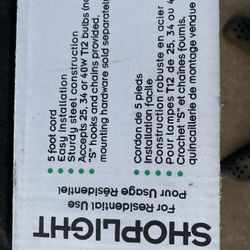 SHOPLIGHT
For Residential Use
Pour Usage Résidentiel
5 foot cord
Easy installation
Sturdy steel construction
Accepts 25, 34 or 40W T12 bulbs
"S" hooks and chains provided,
mounting hardware sold separately
Cordon de 5 pieds
Installation facile
Construction robuste en acier
Pour lampes T12 de 25, 34 ou
Crochet "S" et chaînes fournis,
quincaillerie de montage vendue